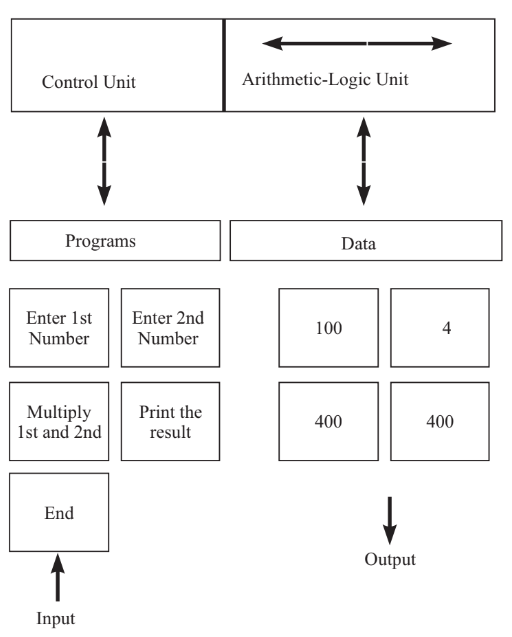 Control Unit
Arithmetic-Logic Unit
Programs
Data
Enter 1st
Number
Enter 2nd
Number
100
4
Multiply
1st and 2nd
Print the
result
400
400
End
Output
Input